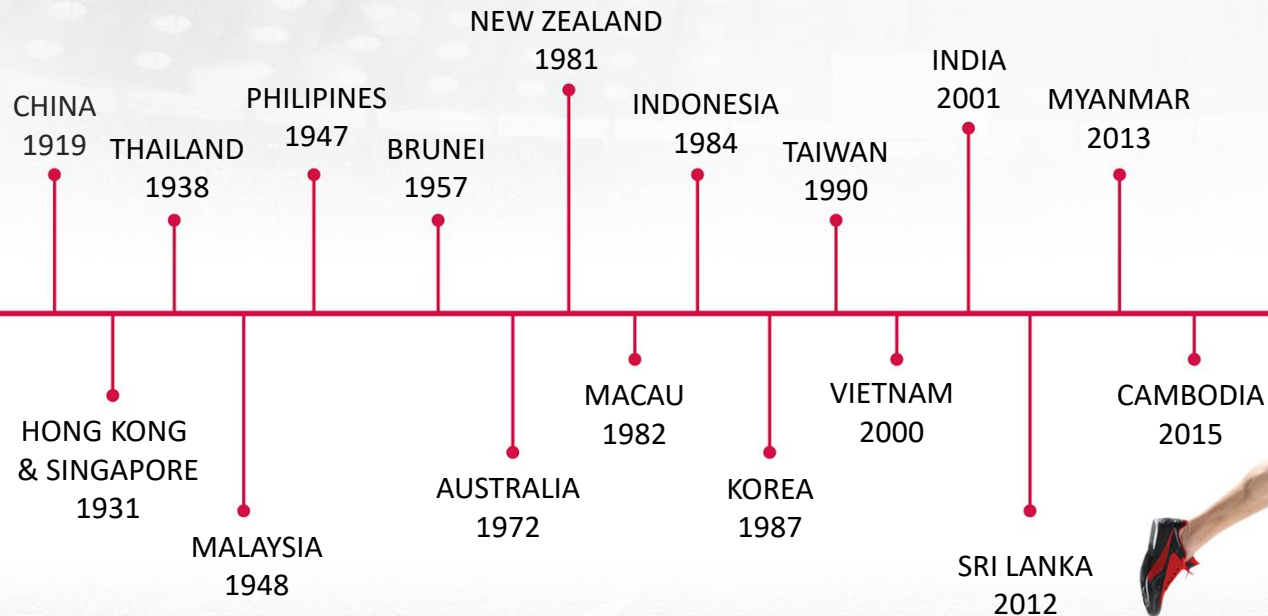 CHINA
1919
HONG KONG
& SINGAPORE
1931
THAILAND
1938
PHILIPINES
1947
MALAYSIA
1948
BRUNEI
1957
AUSTRALIA
1972
NEW ZEALAND
1981
MACAU
1982
INDONESIA
1984
KOREA
1987
TAIWAN
1990
VIETNAM
2000
INDIA
2001
SRI LANKA
2012
MYANMAR
2013
CAMBODIA
2015